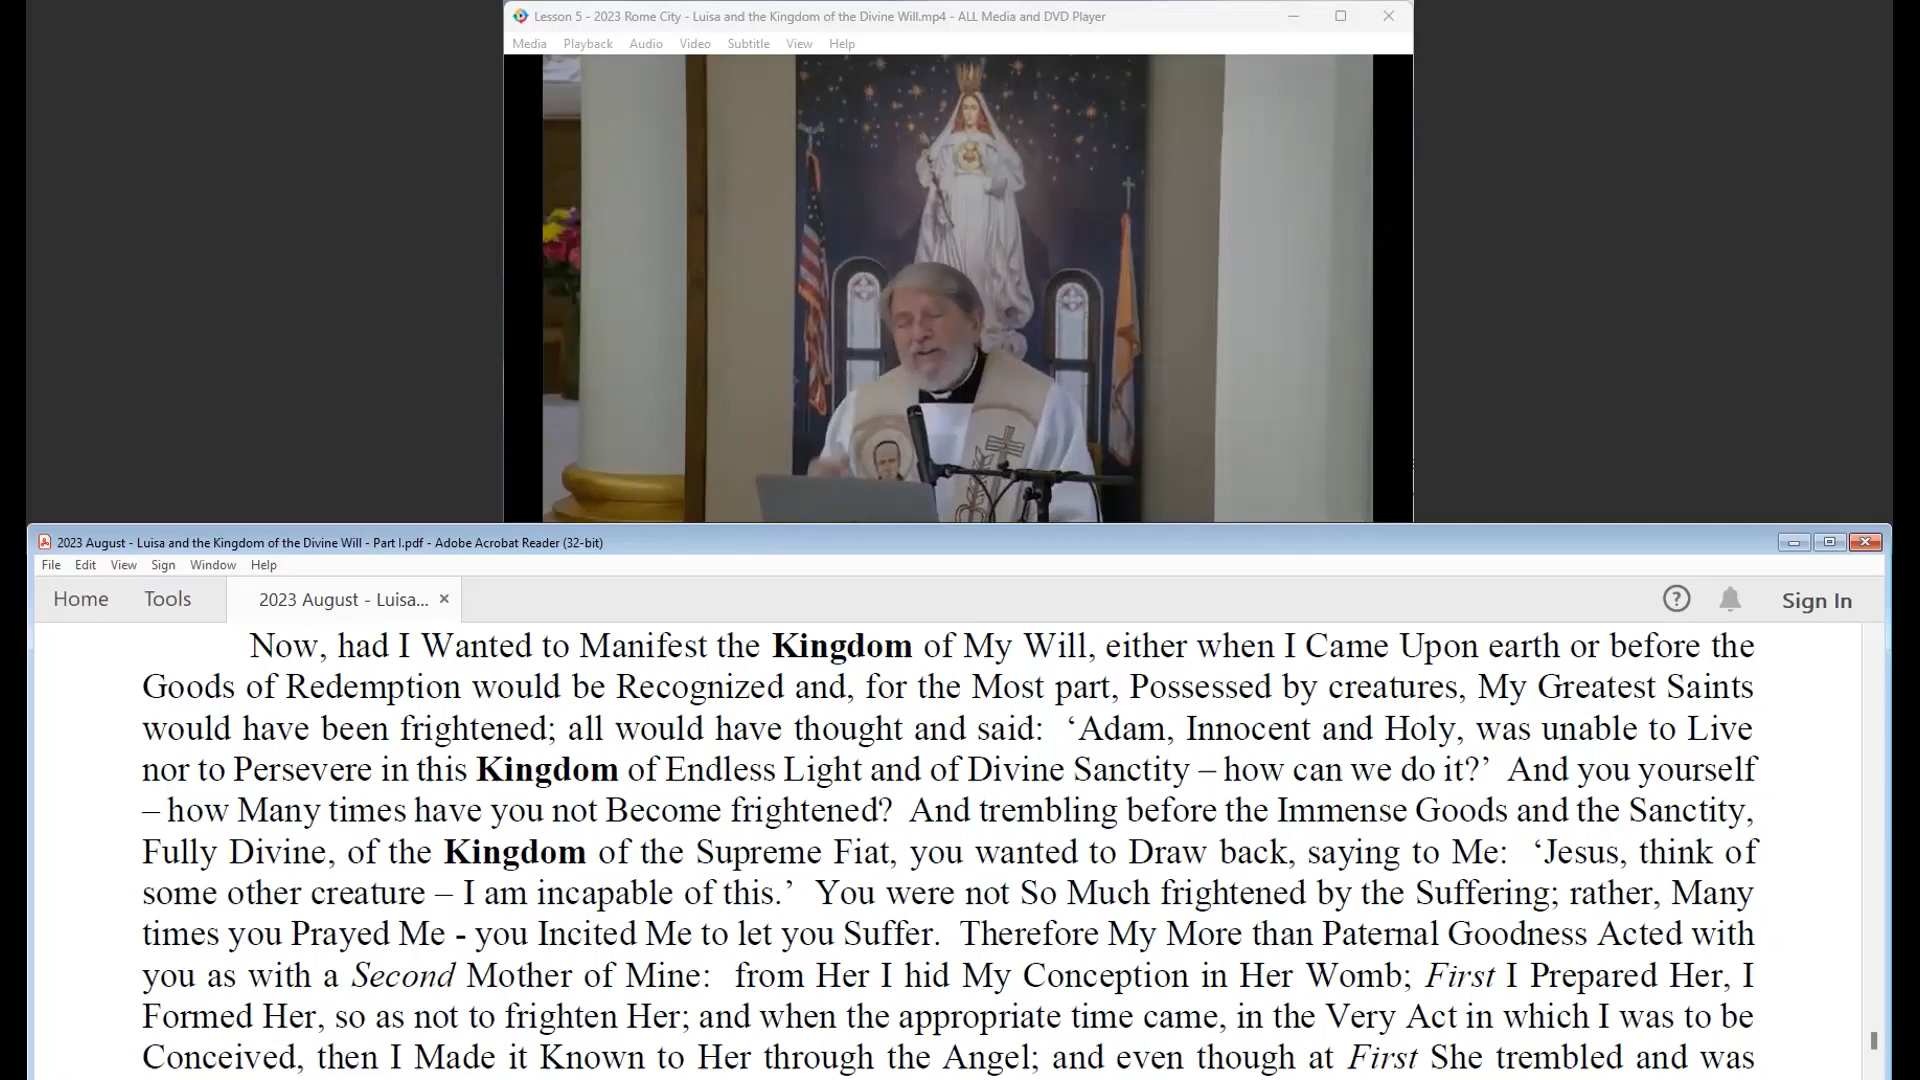 Lesson 5 - 2023 Rome City - Luisa and the Kingdom of the Divine Will.mp4 - ALL Media and DVD Player
Media Playback Audio Video Subtitle View Help
2023 August - Luisa and the Kingdom of the Divine Will - Part I.pdf - Adobe Acrobat Reader (32-bit)
File Edit View Sign Window Help
Home Tools 2023 August - Luisa... × ? Sign In
Now, had I Wanted to Manifest the Kingdom of My Will, either when I Came Upon earth or before the
Goods of Redemption would be Recognized and, for the Most part, Possessed by creatures, My Greatest Saints
would have been frightened; all would have thought and said: ‘Adam, Innocent and Holy, was unable to Live
nor to Persevere in this Kingdom of Endless Light and of Divine Sanctity – how can we do it?’ And you yourself
– how Many times have you not Become frightened? And trembling before the Immense Goods and the Sanctity,
Fully Divine, of the Kingdom of the Supreme Fiat, you wanted to Draw back, saying to Me: ‘Jesus, think of
some other creature – I am incapable of this.’ You were not So Much frightened by the Suffering; rather, Many
times you Prayed Me - you Incited Me to let you Suffer. Therefore My More than Paternal Goodness Acted with
you as with a Second Mother of Mine: from Her I hid My Conception in Her Womb; First I Prepared Her, I
Formed Her, so as not to frighten Her; and when the appropriate time came, in the Very Act in which I was to be
Conceived, then I Made it Known to Her through the Angel; and even though at First She trembled and was